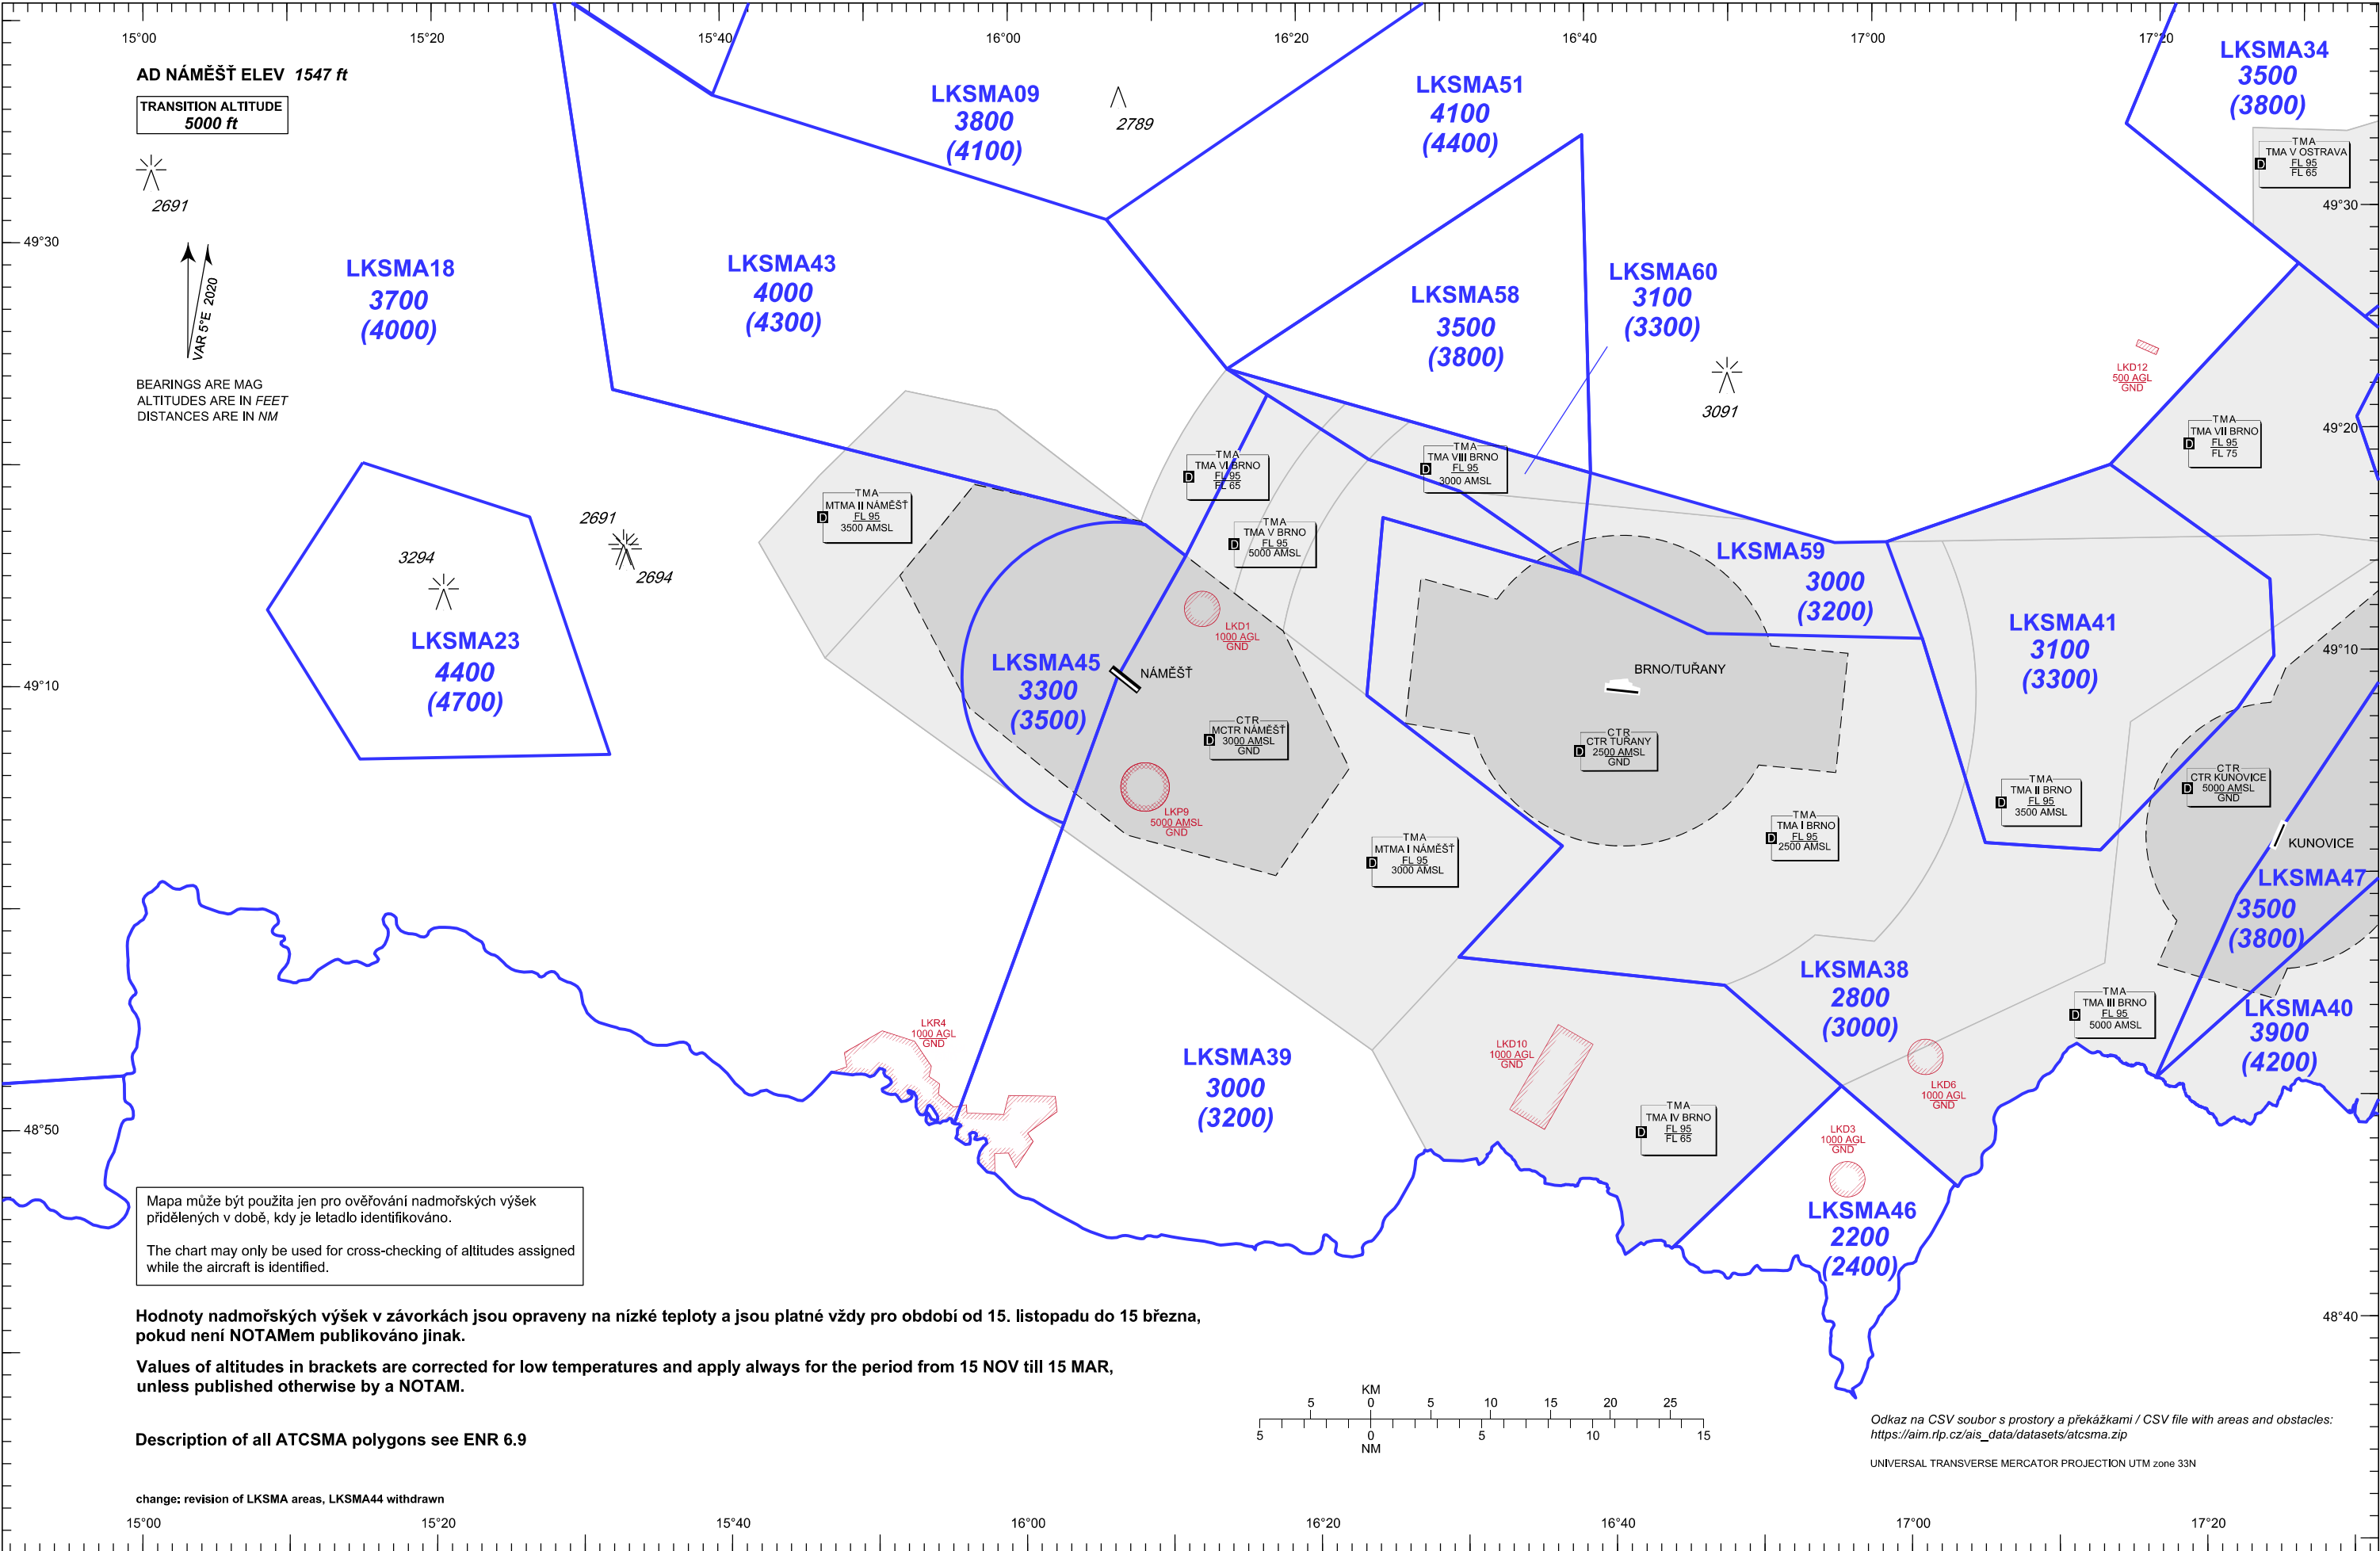 15°00
15°20
15°40
16°00
16°20
16°40
17°00
17°20
AD NÁMĚŠŤ ELEV 1547 ft
TRANSITION ALTITUDE
5000 ft
2691
VAR 5°E 2020
BEARINGS ARE MAG
ALTITUDES ARE IN FEET
DISTANCES ARE IN NM
49°30
49°10
48°50
49°30
49°20
49°10
48°40
LKSMA18
3700
(4000)
LKSMA43
4000
(4300)
LKSMA09
3800
(4100)
2789
LKSMA51
4100
(4400)
LKSMA58
3500
(3800)
LKSMA60
3100
(3300)
3091
LKSMA34
3500
(3800)
TMA
TMA V OSTRAVA
D
FL 95
FL 65
LKD12
500 AGL
GND
TMA
TMA VII BRNO
D
FL 95
FL 75
TMA
TMA VI BRNO
D
FL 95
FL 65
TMA
TMA VIII BRNO
D
FL 95
3000 AMSL
TMA
MTMA II NÁMĚŠŤ
D
FL 95
3500 AMSL
TMA
TMA V BRNO
D
FL 95
5000 AMSL
2691
2694
3294
LKSMA23
4400
(4700)
LKSMA45
3300
(3500)
LKD1
1000 AGL
GND
NÁMĚŠŤ
CTR
MCTR NÁMĚŠŤ
D
3000 AMSL
GND
LKP9
5000 AMSL
GND
LKSMA59
3000
(3200)
BRNO/TUŘANY
CTR
CTR TUŘANY
D
2500 AMSL
GND
LKSMA41
3100
(3300)
TMA
MTMA I NÁMĚŠŤ
D
FL 95
3000 AMSL
TMA
TMA I BRNO
D
FL 95
2500 AMSL
TMA
TMA II BRNO
D
FL 95
3500 AMSL
CTR
CTR KUNOVICE
D
5000 AMSL
GND
KUNOVICE
LKSMA47
3500
(3800)
LKSMA38
2800
(3000)
TMA
TMA III BRNO
D
FL 95
5000 AMSL
LKSMA40
3900
(4200)
LKR4
1000 AGL
GND
LKSMA39
3000
(3200)
LKD10
1000 AGL
GND
LKD6
1000 AGL
GND
TMA
TMA IV BRNO
D
FL 95
FL 65
LKD3
1000 AGL
GND
LKSMA46
2200
(2400)
Mapa může být použita jen pro ověřování nadmořských výšek
přidělených v době, kdy je letadlo identifikováno.
The chart may only be used for cross-checking of altitudes assigned
while the aircraft is identified.
Hodnoty nadmořských výšek v závorkách jsou opraveny na nízké teploty a jsou platné vždy pro období od 15. listopadu do 15 března,
pokud není NOTAMem publikováno jinak.
Values of altitudes in brackets are corrected for low temperatures and apply always for the period from 15 NOV till 15 MAR,
unless published otherwise by a NOTAM.
Description of all ATCSMA polygons see ENR 6.9
change: revision of LKSMA areas, LKSMA44 withdrawn
KM
5 0 5 10 15 20 25
5 0 5 10 15
NM
Odkaz na CSV soubor s prostory a překážkami / CSV file with areas and obstacles:
https://aim.rlp.cz/ais_data/datasets/atcsma.zip
UNIVERSAL TRANSVERSE MERCATOR PROJECTION UTM zone 33N
15°00
15°20
15°40
16°00
16°20
16°40
17°00
17°20